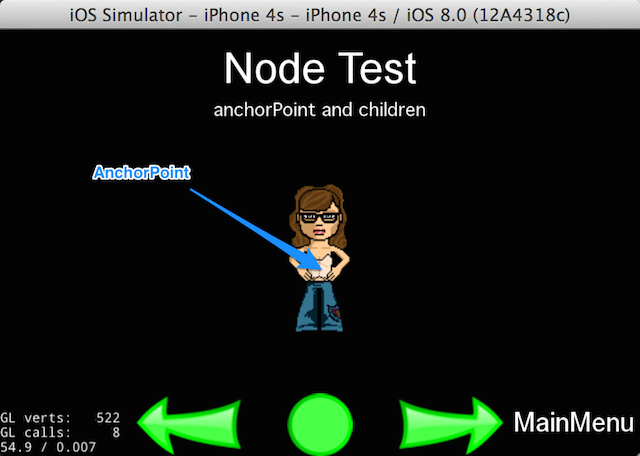 iOS Simulator – iPhone 4s – iPhone 4s / iOS 8.0 (12A4318c)
Node Test
anchorPoint and children
AnchorPoint
GL verts: 522
GL calls: 8
54.9 / 0.007
MainMenu